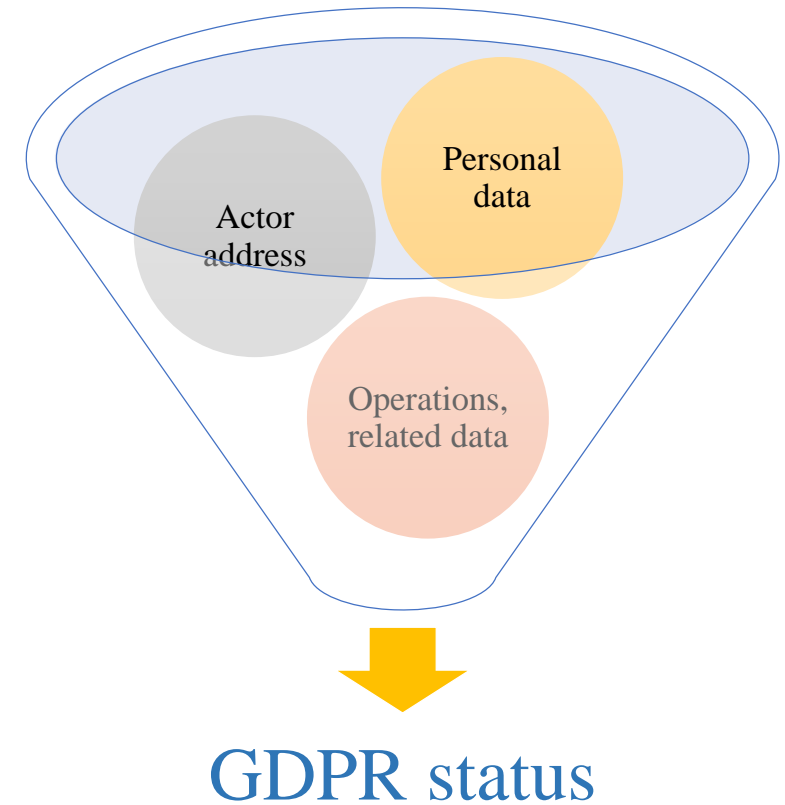 Personal
data
Actor
address
Operations,
related data
GDPR status